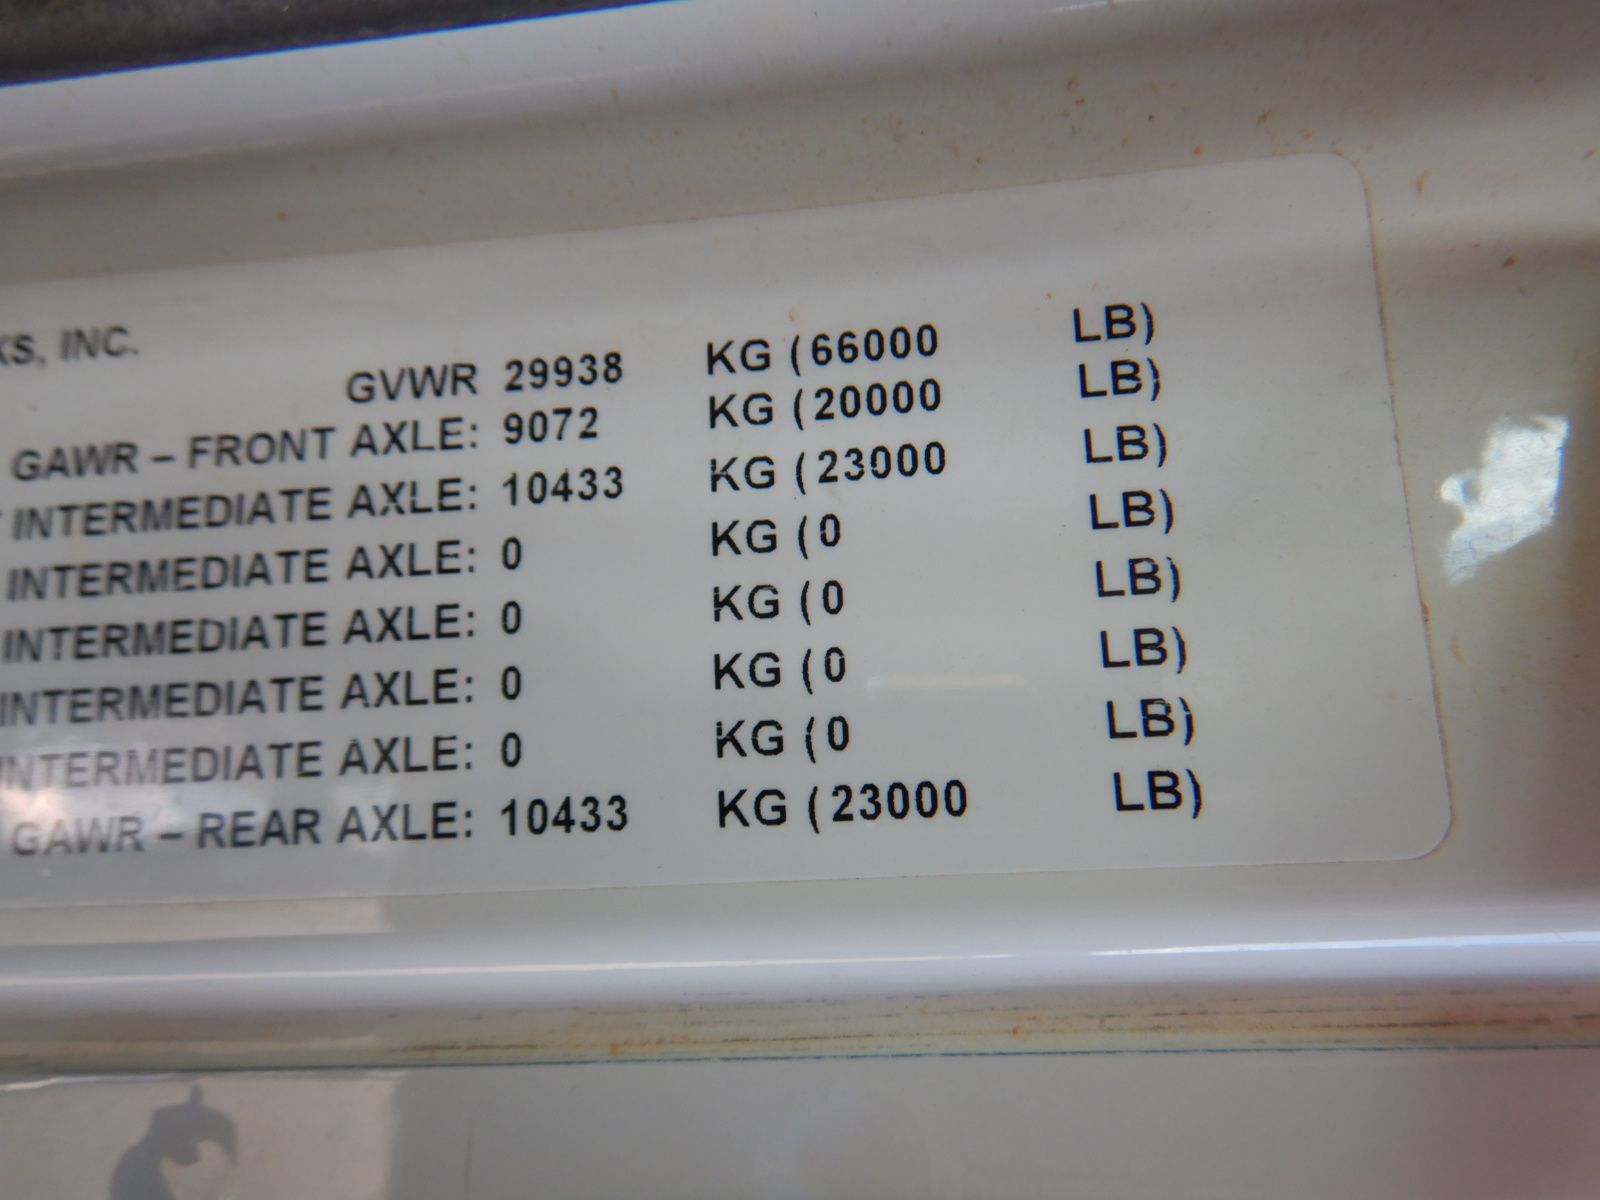 KS, INC.
GVWR 29938 KG (66000 LB)
GAWR – FRONT AXLE: 9072 KG (20000 LB)
INTERMEDIATE AXLE: 10433 KG (23000 LB)
INTERMEDIATE AXLE: 0 KG (0 LB)
INTERMEDIATE AXLE: 0 KG (0 LB)
INTERMEDIATE AXLE: 0 KG (0 LB)
INTERMEDIATE AXLE: 0 KG (0 LB)
GAWR – REAR AXLE: 10433 KG (23000 LB)